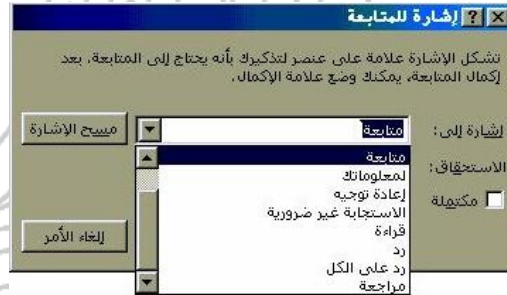 إشارة للمتابعة
تشكل الإشارة علامة على عنصر لتذكيرك بأنه يحتاج إلى المتابعة. بعد
إكمال المتابعة، يمكنك وضع علامة الإكمال.
إشارة إلى: متابعة مسح الإشارة
متابعة
الاستحقاق:
لمعلوماتك
إعادة توجيه
مكتملة
الاستجابة غير ضرورية
قراءة
رد
إلغاء الأمر
رد على الكل
مراجعة